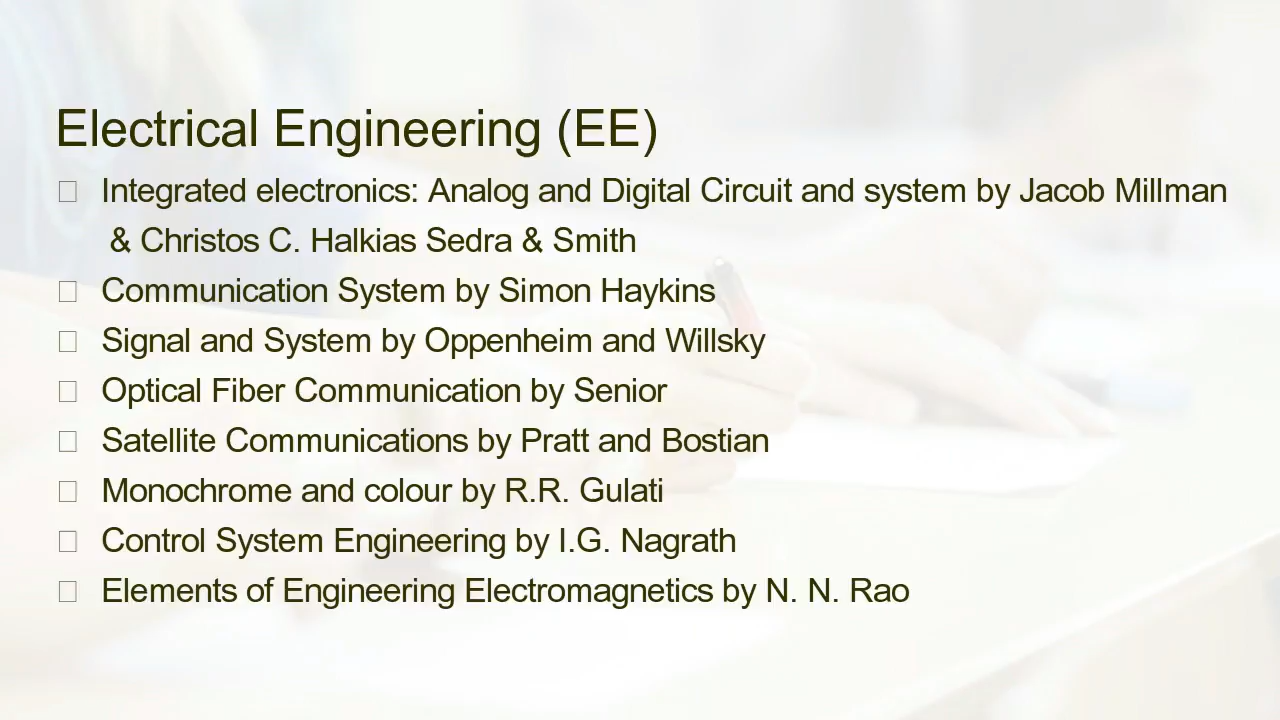 Electrical Engineering (EE)
Integrated electronics: Analog and Digital Circuit and system by Jacob Millman
& Christos C. Halkias Sedra & Smith
Communication System by Simon Haykins
Signal and System by Oppenheim and Willsky
Optical Fiber Communication by Senior
Satellite Communications by Pratt and Bostian
Monochrome and colour by R.R. Gulati
Control System Engineering by I.G. Nagrath
Elements of Engineering Electromagnetics by N. N. Rao